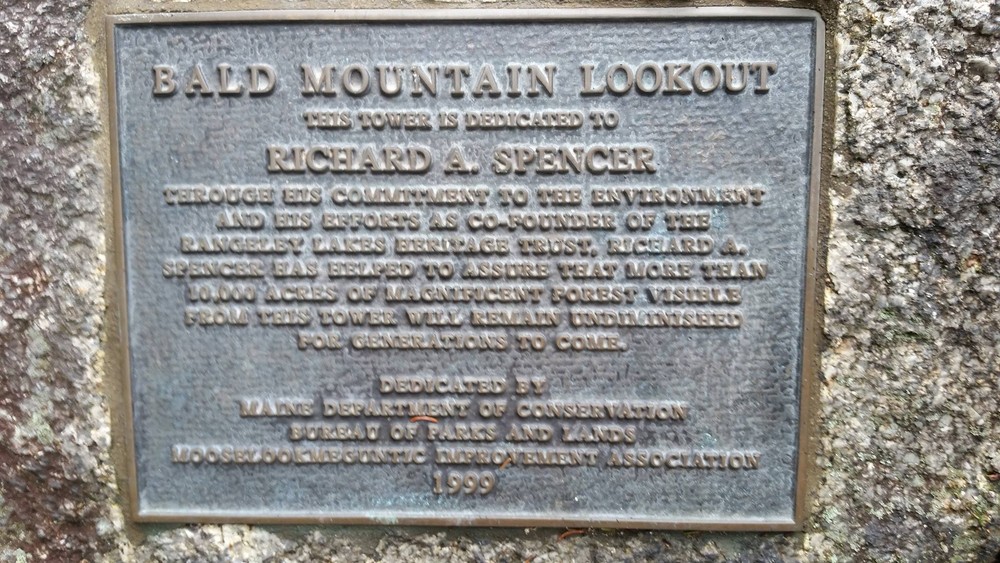 BALD MOUNTAIN LOOKOUT
THIS TOWER IS DEDICATED TO
RICHARD A. SPENCER
THROUGH HIS COMMITMENT TO THE ENVIRONMENT
AND HIS EFFORTS AS CO-FOUNDER OF THE
RANGELEY LAKES HERITAGE TRUST, RICHARD A.
SPENCER HAS HELPED TO ASSURE THAT MORE THAN
10,000 ACRES OF MAGNIFICENT FOREST VISIBLE
FROM THIS TOWER WILL REMAIN UNDIMINISHED
FOR GENERATIONS TO COME.
DEDICATED BY
MAINE DEPARTMENT OF CONSERVATION
BUREAU OF PARKS AND LANDS
MOOSELOOKMEGUNTIC IMPROVEMENT ASSOCIATION
1999